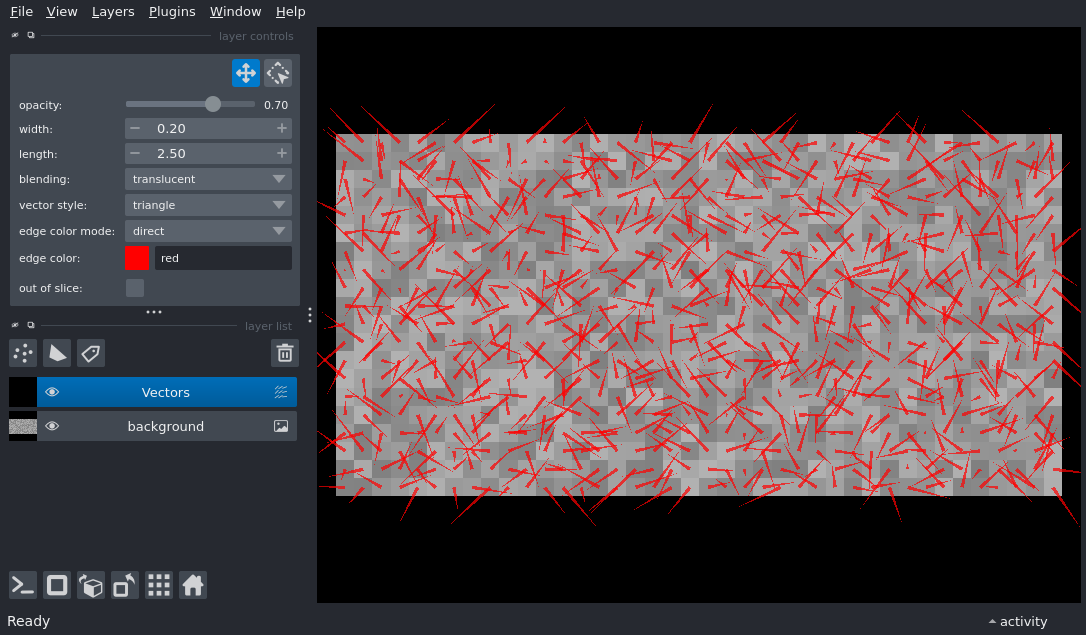 File View Layers Plugins Window Help
layer controls
opacity: 0.70
width: 0.20
length: 2.50
blending: translucent
vector style: triangle
edge color mode: direct
edge color: red
out of slice:
layer list
Vectors
background
Ready activity